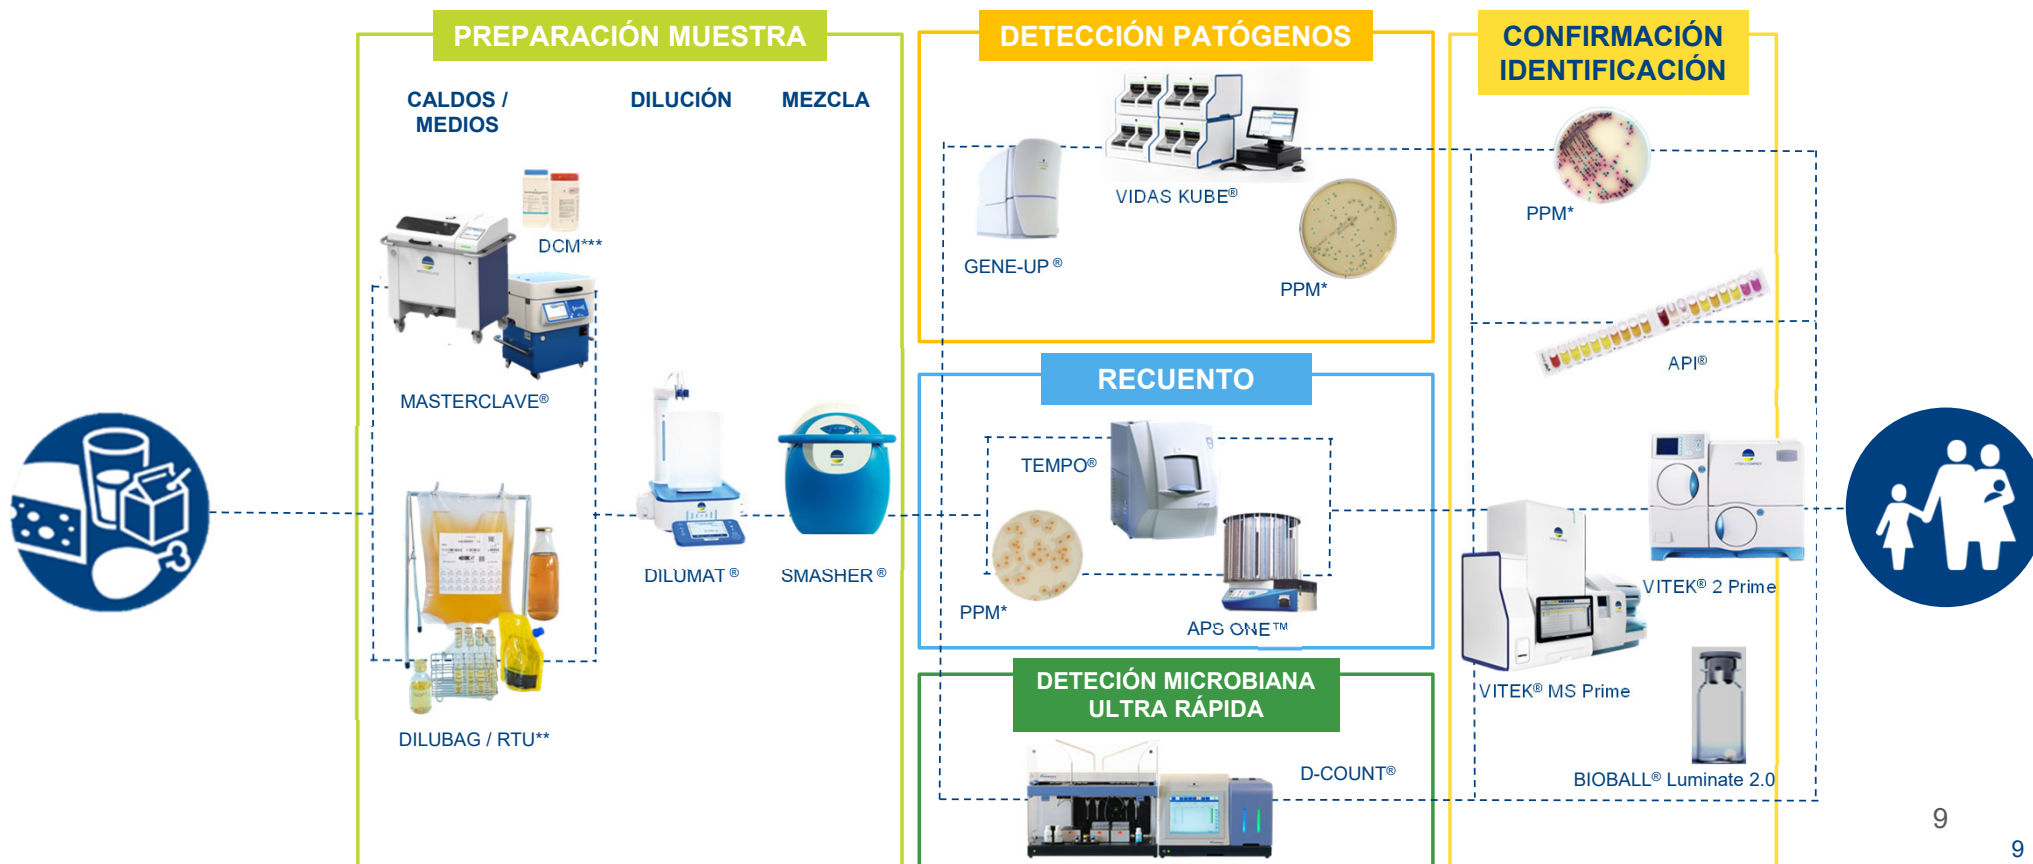 PREPARACIÓN MUESTRA
CALDOS /
MEDIOS
DILUCIÓN
MEZCLA
DCM***
MASTERCLAVE®
DILUMAT ®
SMASHER ®
DILUBAG / RTU**
DETECCIÓN PATÓGENOS
VIDAS KUBE®
GENE-UP ®
PPM*
RECUENTO
TEMPO®
PPM*
APS ONE™
DETECIÓN MICROBIANA
ULTRA RÁPIDA
D-COUNT®
CONFIRMACIÓN
IDENTIFICACIÓN
PPM*
API®
VITEK® 2 Prime
VITEK® MS Prime
BIOBALL® Luminate 2.0
9
9